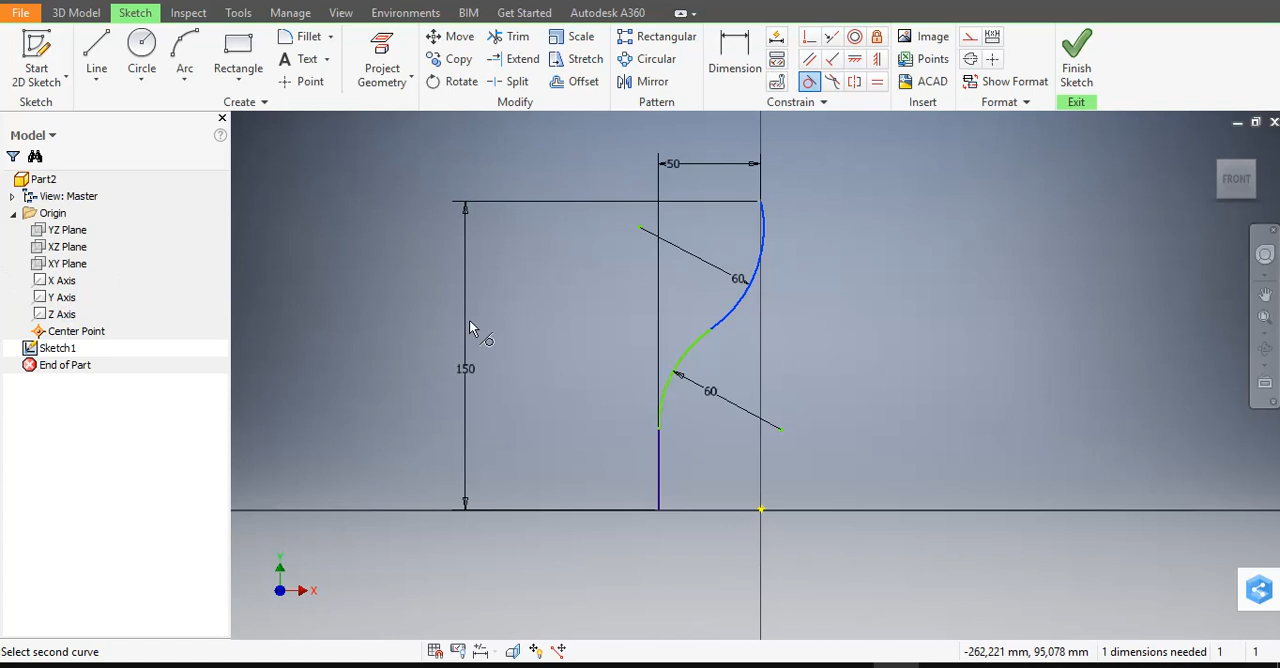 File 3D Model Sketch Inspect Tools Manage View Environments BIM Get Started Autodesk A360
Start
2D Sketch
Sketch
Line
Circle
Arc
Rectangle
Fillet
Text
Point
Create
Project
Geometry
Move
Copy
Rotate
Trim
Extend
Split
Scale
Stretch
Offset
Modify
Rectangular
Circular
Mirror
Pattern
Dimension
Constrain
Image
Points
ACAD
Insert
Show Format
Format
Finish
Sketch
Exit
Model
Part2
View: Master
Origin
YZ Plane
XZ Plane
XY Plane
X Axis
Y Axis
Z Axis
Center Point
Sketch1
End of Part
50
FRONT
60
150
60
Y
X
Select second curve
-262,221 mm, 95,078 mm 1 dimensions needed 1 1